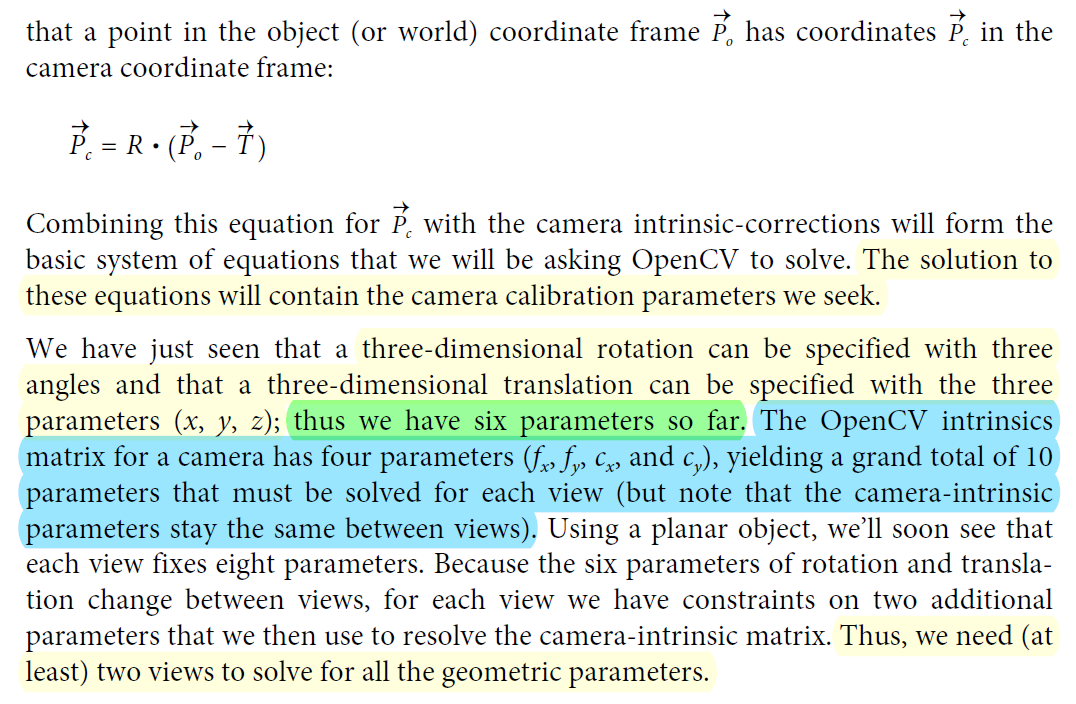 that a point in the object (or world) coordinate frame P⃗ₒ has coordinates P⃗_c in the
camera coordinate frame:
P⃗_c = R · (P⃗ₒ − T⃗)
Combining this equation for P⃗_c with the camera intrinsic-corrections will form the
basic system of equations that we will be asking OpenCV to solve. The solution to
these equations will contain the camera calibration parameters we seek.
We have just seen that a three-dimensional rotation can be specified with three
angles and that a three-dimensional translation can be specified with the three
parameters (x, y, z); thus we have six parameters so far. The OpenCV intrinsics
matrix for a camera has four parameters (fₓ, f_y, cₓ, and c_y), yielding a grand total of 10
parameters that must be solved for each view (but note that the camera-intrinsic
parameters stay the same between views). Using a planar object, we’ll soon see that
each view fixes eight parameters. Because the six parameters of rotation and transla-
tion change between views, for each view we have constraints on two additional
parameters that we then use to resolve the camera-intrinsic matrix. Thus, we need (at
least) two views to solve for all the geometric parameters.